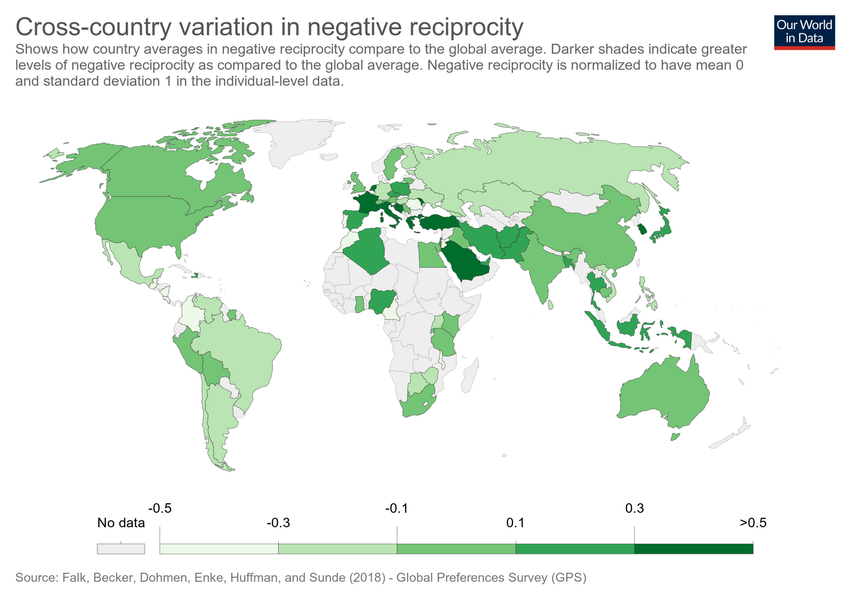 Cross-country variation in negative reciprocity
Our World
in Data
Shows how country averages in negative reciprocity compare to the global average. Darker shades indicate greater
levels of negative reciprocity as compared to the global average. Negative reciprocity is normalized to have mean 0
and standard deviation 1 in the individual-level data.
-0.5 -0.1 0.3
No data -0.3 0.1 >0.5
Source: Falk, Becker, Dohmen, Enke, Huffman, and Sunde (2018) - Global Preferences Survey (GPS)